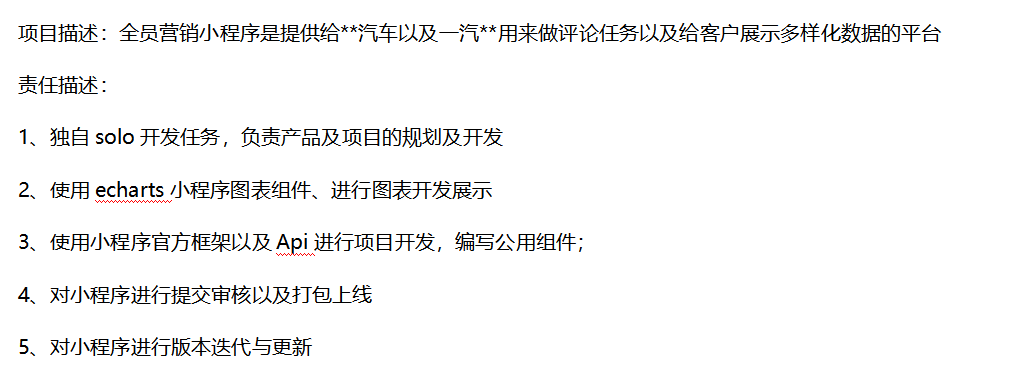 项目描述：全员营销小程序是提供给**汽车以及一汽**用来做评论任务以及给客户展示多样化数据的平台
责任描述：
1、独自 solo 开发任务，负责产品及项目的规划及开发
2、使用 echarts 小程序图表组件、进行图表开发展示
3、使用小程序官方框架以及 Api 进行项目开发，编写公用组件；
4、对小程序进行提交审核以及打包上线
5、对小程序进行版本迭代与更新